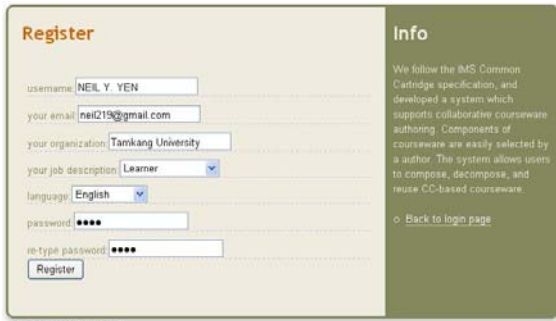 Register
username: NEIL Y. YEN
your email: neil219@gmail.com
your organization: Tamkang University
your job description: Learner
language: English
password: ●●●●
re-type password: ●●●●
Register
Info
We follow the IMS Common
Cartridge specification, and
developed a system which
supports collaborative courseware
authoring. Components of
courseware are easily selected by
a author. The system allows users
to compose, decompose, and
reuse CC-based courseware.
Back to login page